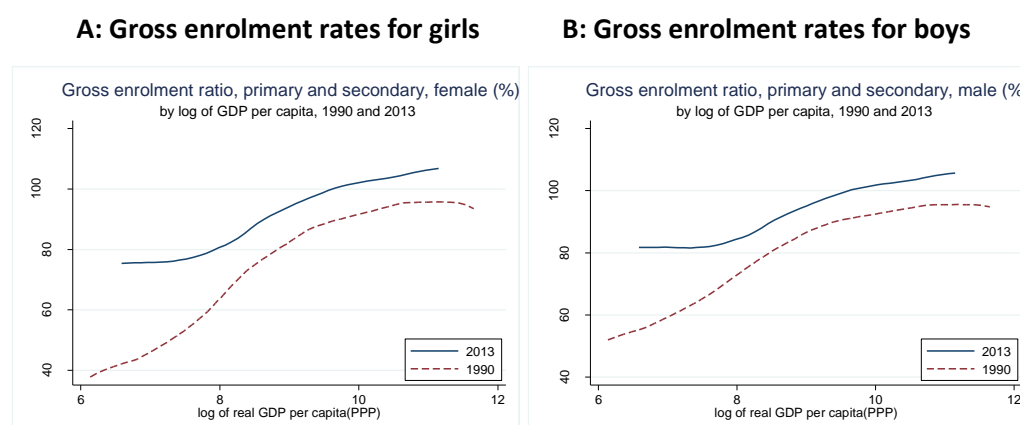 A: Gross enrolment rates for girls
Gross enrolment ratio, primary and secondary, female (%)
by log of GDP per capita, 1990 and 2013
120
100
80
60
40
6
8
10
12
log of real GDP per capita(PPP)
2013
1990
B: Gross enrolment rates for boys
Gross enrolment ratio, primary and secondary, male (%
by log of GDP per capita, 1990 and 2013
120
100
80
60
40
6
8
10
12
log of real GDP per capita(PPP)
2013
1990